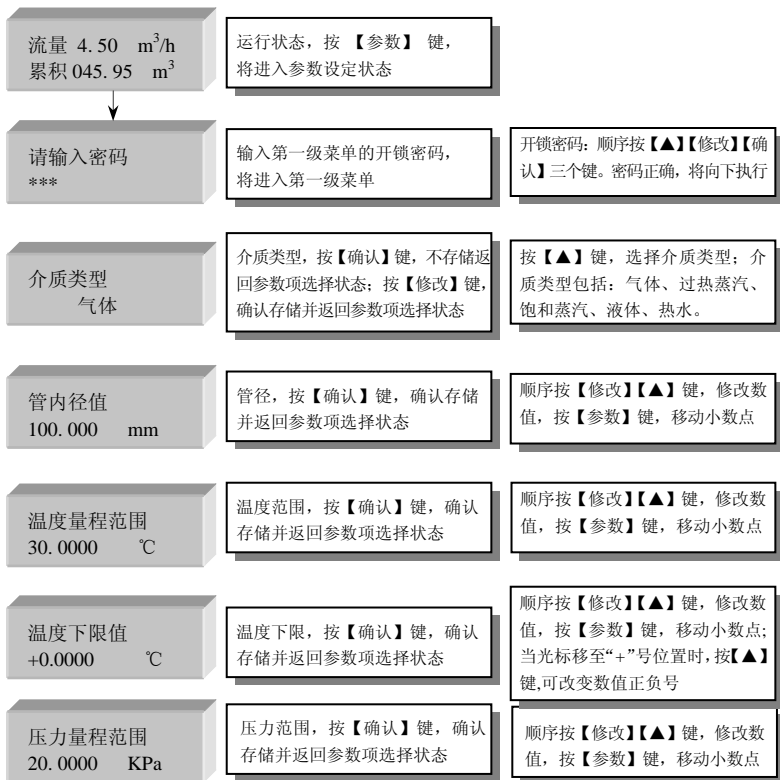 流量 4.50 m³/h
累积 045.95 m³
运行状态，按 【参数】 键，
将进入参数设定状态
请输入密码
***
输入第一级菜单的开锁密码，
将进入第一级菜单
开锁密码：顺序按【▲】【修改】【确
认】三个键。密码正确，将向下执行
介质类型
气体
介质类型，按【确认】键，不存储返
回参数项选择状态；按【修改】键，
确认存储并返回参数项选择状态
按【▲】键，选择介质类型；介
质类型包括：气体、过热蒸汽、
饱和蒸汽、液体、热水。
管内径值
100.000 mm
管径，按【确认】键，确认存储
并返回参数项选择状态
顺序按【修改】【▲】键，修改数
值，按【参数】键，移动小数点
温度量程范围
30.0000 ℃
温度范围，按【确认】键，确认
存储并返回参数项选择状态
顺序按【修改】【▲】键，修改数
值，按【参数】键，移动小数点
温度下限值
+0.0000 ℃
温度下限，按【确认】键，确认
存储并返回参数项选择状态
顺序按【修改】【▲】键，修改数
值，按【参数】键，移动小数点；
当光标移至“+”号位置时，按【▲】
键,可改变数值正负号
压力量程范围
20.0000 KPa
压力范围，按【确认】键，确认
存储并返回参数项选择状态
顺序按【修改】【▲】键，修改数
值，按【参数】键，移动小数点